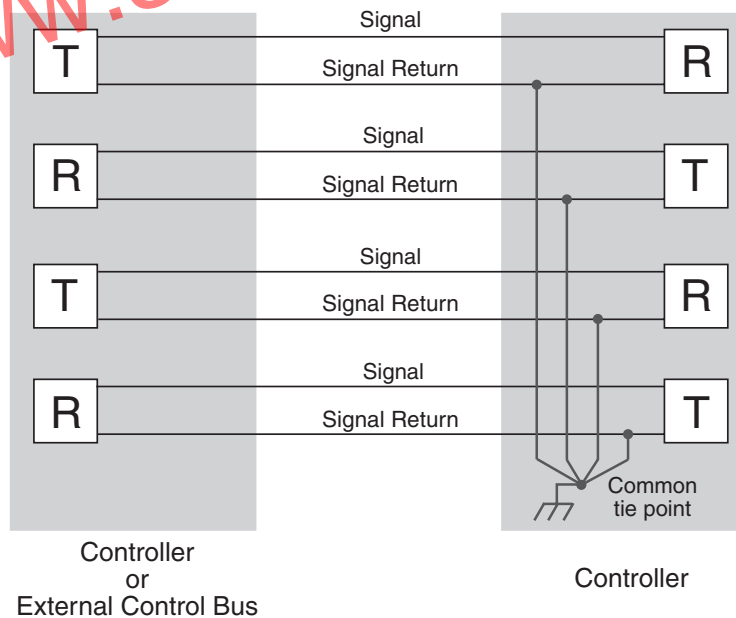 Signal
T
R
Signal Return
Signal
R
T
Signal Return
Signal
T
R
Signal Return
Signal
R
T
Signal Return
Common
tie point
Controller
or
External Control Bus
Controller